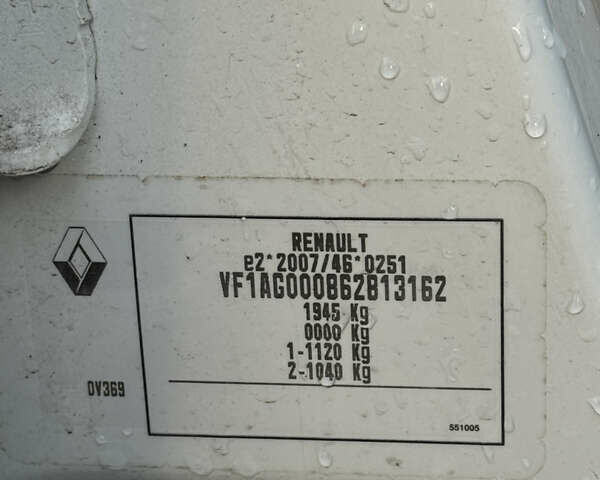 RENAULT
e2*2007/46*0251
VF1AG000862813162
1945 Kg
0000 Kg
1-1120 Kg
2-1040 Kg
DV369
551005